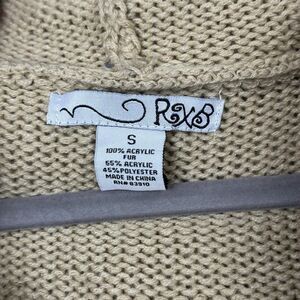 RXB
S
100% ACRYLIC
FUR
55% ACRYLIC
45% POLYESTER
MADE IN CHINA
RN# 83910